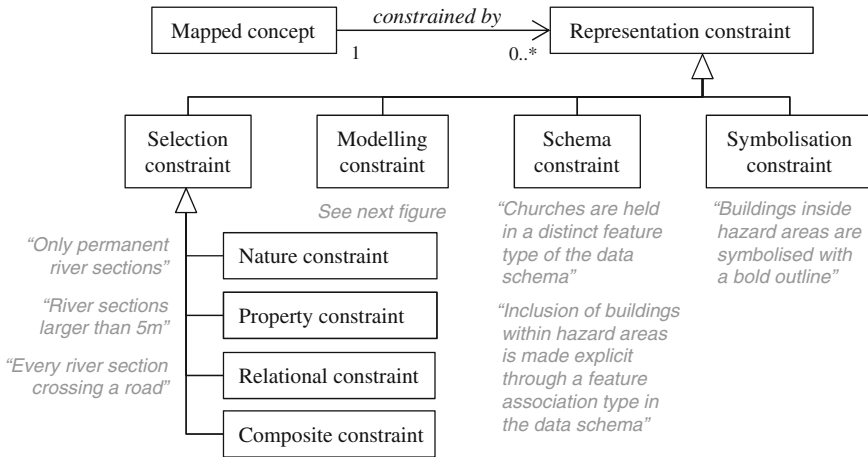 constrained by
Mapped concept
Representation constraint
1
0..*
Selection
constraint
Modelling
constraint
Schema
constraint
Symbolisation
constraint
See next figure
“Churches are held
in a distinct feature
type of the data
schema”
“Buildings inside
hazard areas are
symbolised with
a bold outline”
“Only permanent
river sections”
Nature constraint
“River sections
larger than 5m”
Property constraint
“Inclusion of buildings
within hazard areas
is made explicit
through a feature
association type in
the data schema”
“Every river section
crossing a road”
Relational constraint
Composite constraint